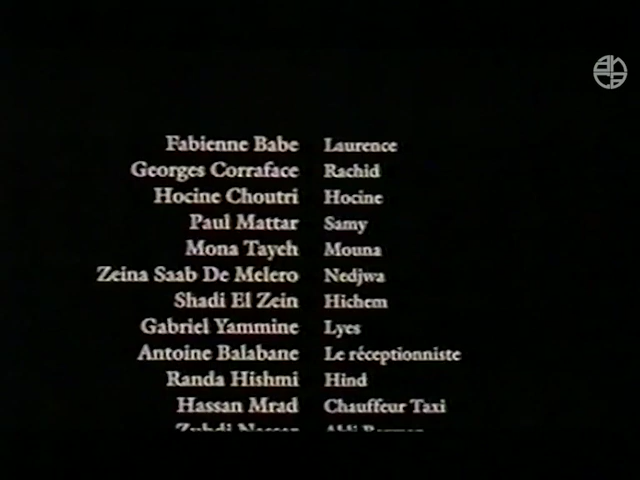 Fabienne Babe Laurence
Georges Corraface Rachid
Hocine Choutri Hocine
Paul Mattar Samy
Mona Tayeh Mouna
Zeina Saab De Melero Nedjwa
Shadi El Zein Hichem
Gabriel Yammine Lyes
Antoine Balabane Le réceptionniste
Randa Hishmi Hind
Hassan Mrad Chauffeur Taxi